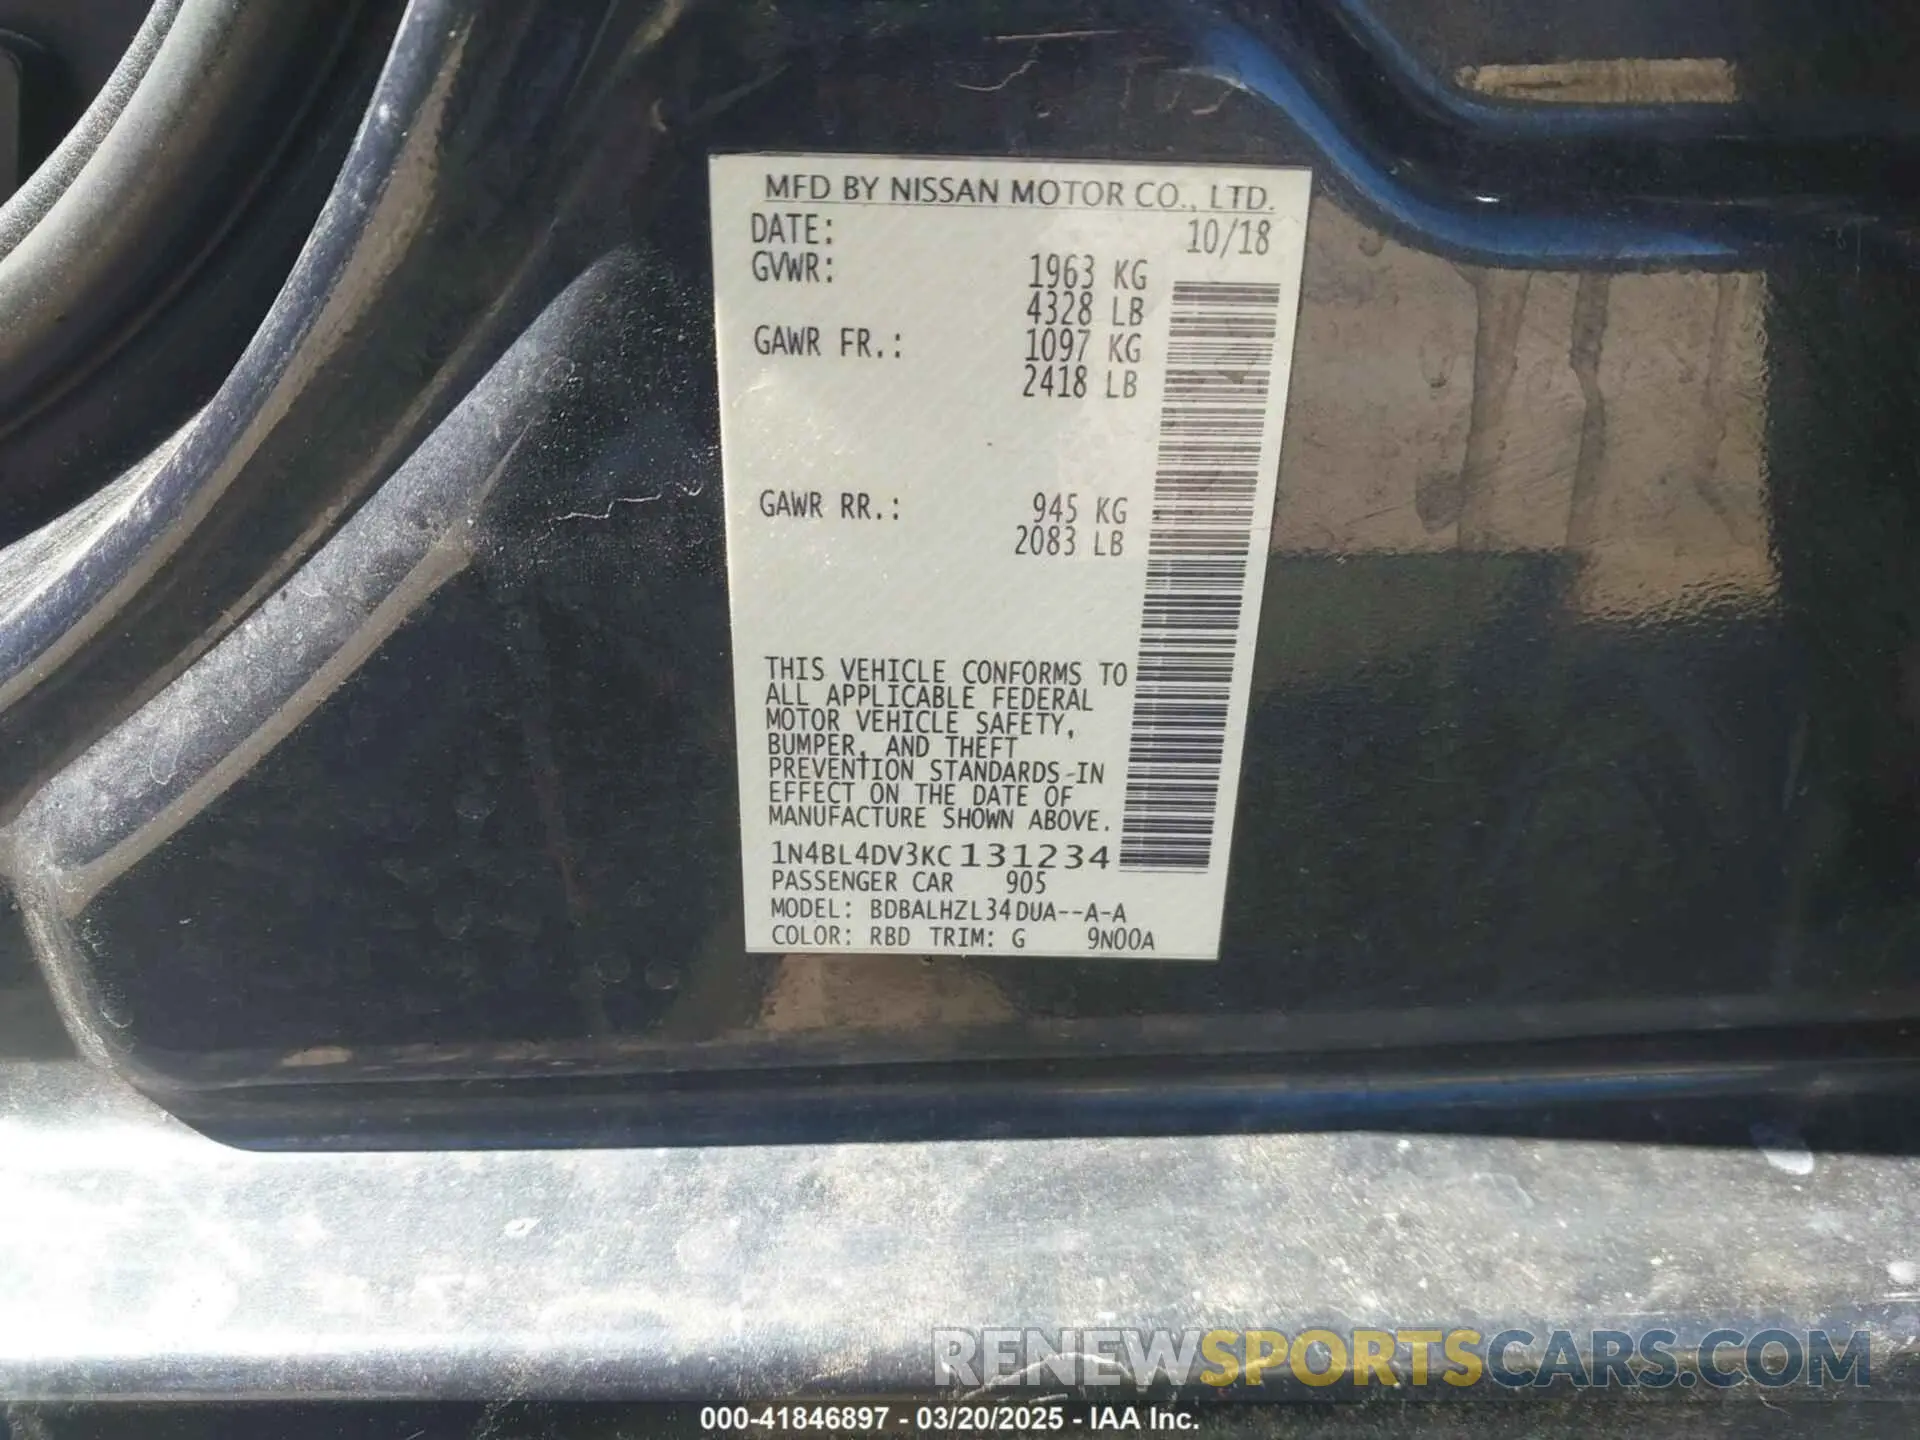 MFD BY NISSAN MOTOR CO., LTD.
DATE: 10/18
GVWR: 1963 KG
4328 LB
GAWR FR.: 1097 KG
2418 LB
GAWR RR.: 945 KG
2083 LB
THIS VEHICLE CONFORMS TO
ALL APPLICABLE FEDERAL
MOTOR VEHICLE SAFETY,
BUMPER, AND THEFT
PREVENTION STANDARDS IN
EFFECT ON THE DATE OF
MANUFACTURE SHOWN ABOVE.
1N4BL4DV3KC131234
PASSENGER CAR 905
MODEL: BDBALHZL34DUA--A-A
COLOR: RBD TRIM: G 9N00A
RENEWSPORTSCARS.COM
000-41846897 - 03/20/2025 - IAA Inc.